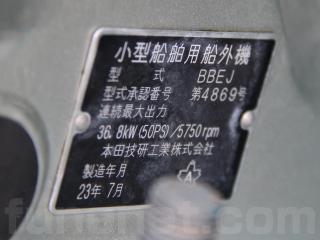 小型船舶用船外機
型 式 BBEJ
型式承認番号 第4869号
連続最大出力
36.8kW(50PS)/5750rpm
本田技研工業株式会社
製造年月
23年 7月